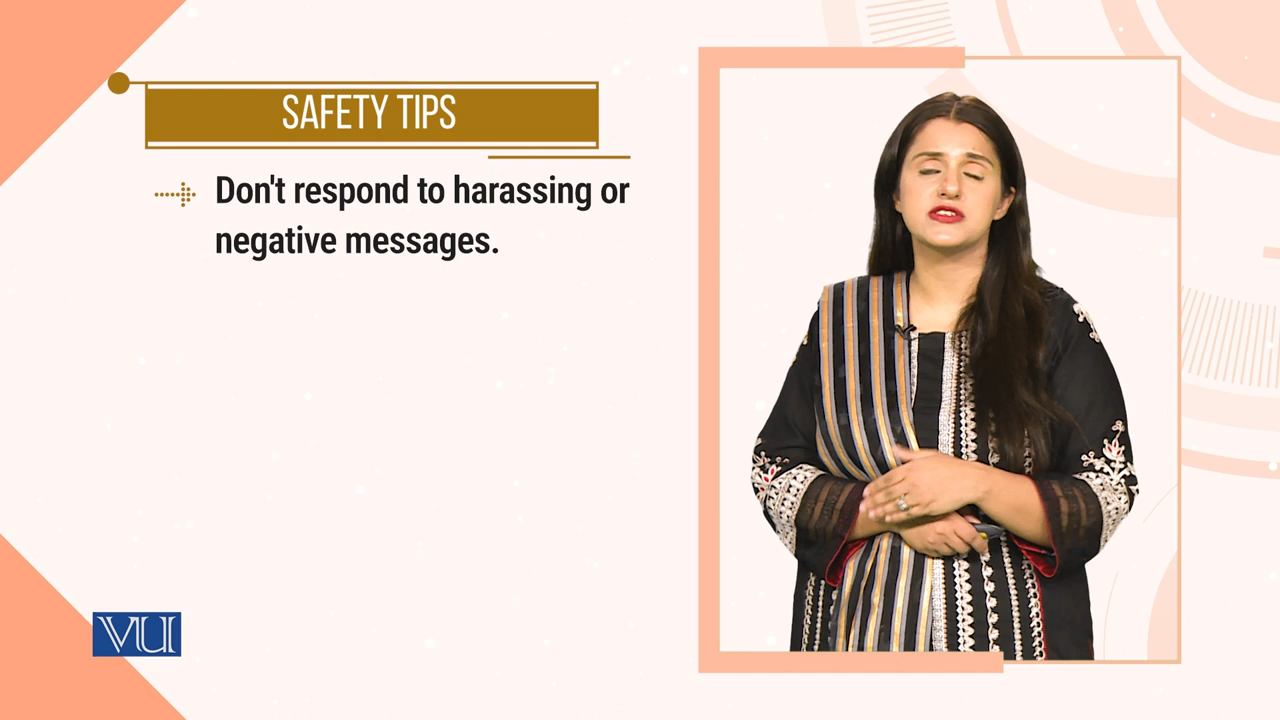 SAFETY TIPS
Don't respond to harassing or
negative messages.
VU